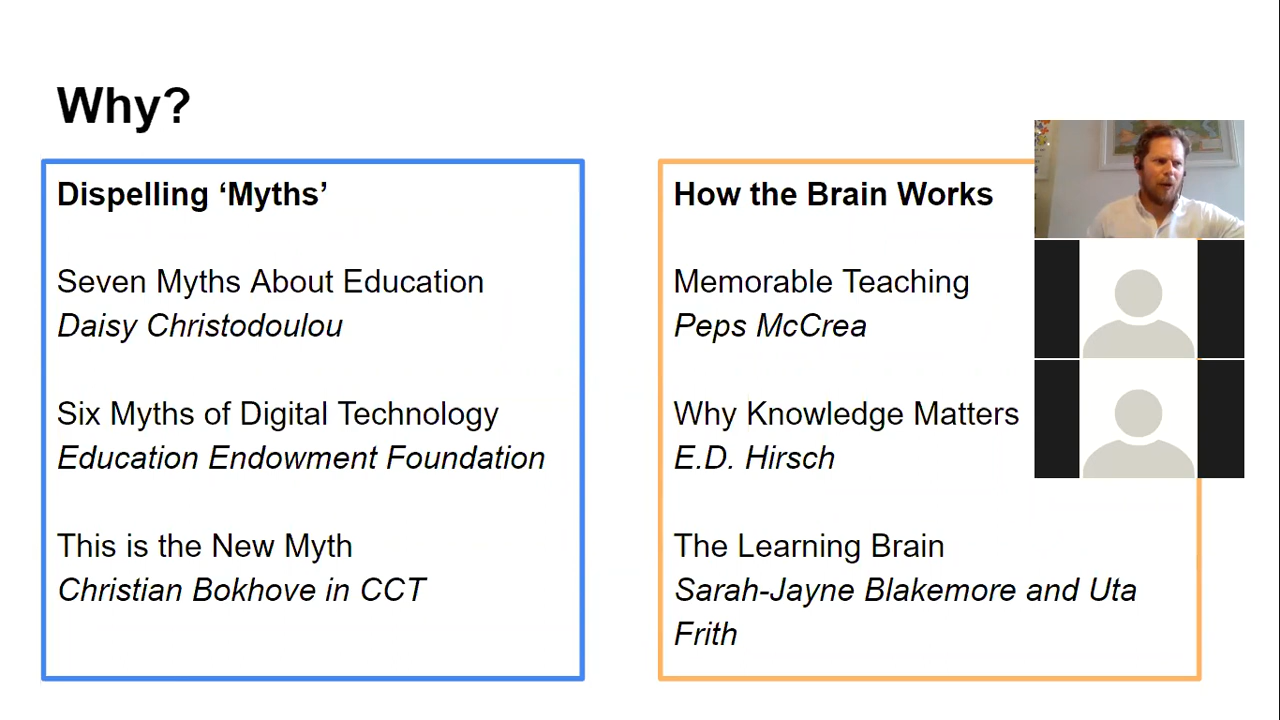 Why?
Dispelling ‘Myths’
Seven Myths About Education
Daisy Christodoulou
Six Myths of Digital Technology
Education Endowment Foundation
This is the New Myth
Christian Bokhove in CCT
How the Brain Works
Memorable Teaching
Peps McCrea
Why Knowledge Matters
E.D. Hirsch
The Learning Brain
Sarah-Jayne Blakemore and Uta
Frith